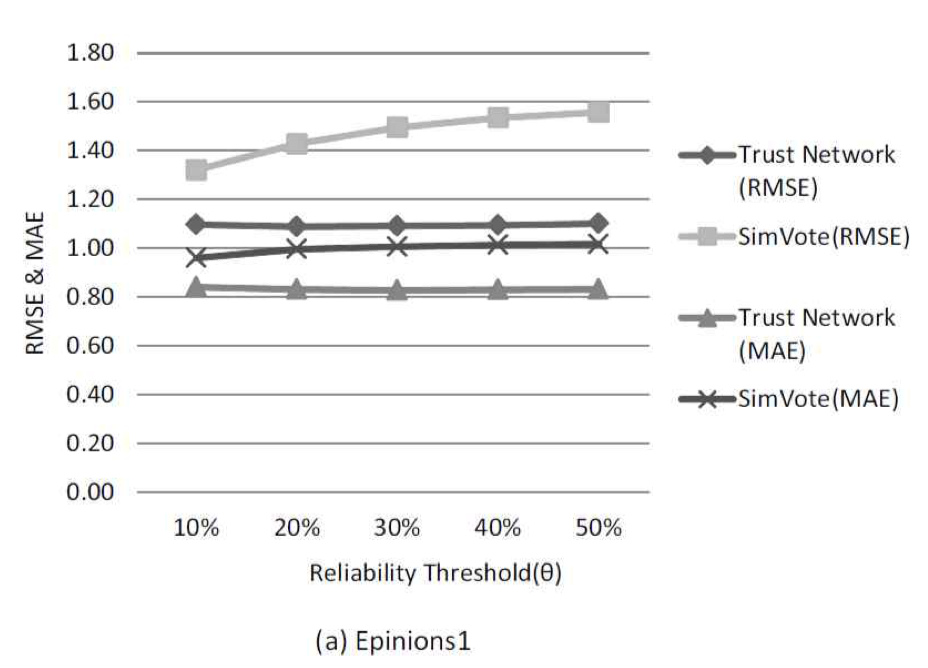 1.80
1.60
1.40
1.20
1.00
0.80
0.60
0.40
0.20
0.00
RMSE & MAE
10% 20% 30% 40% 50%
Reliability Threshold(θ)
Trust Network
(RMSE)
SimVote(RMSE)
Trust Network
(MAE)
SimVote(MAE)
(a) Epinions1